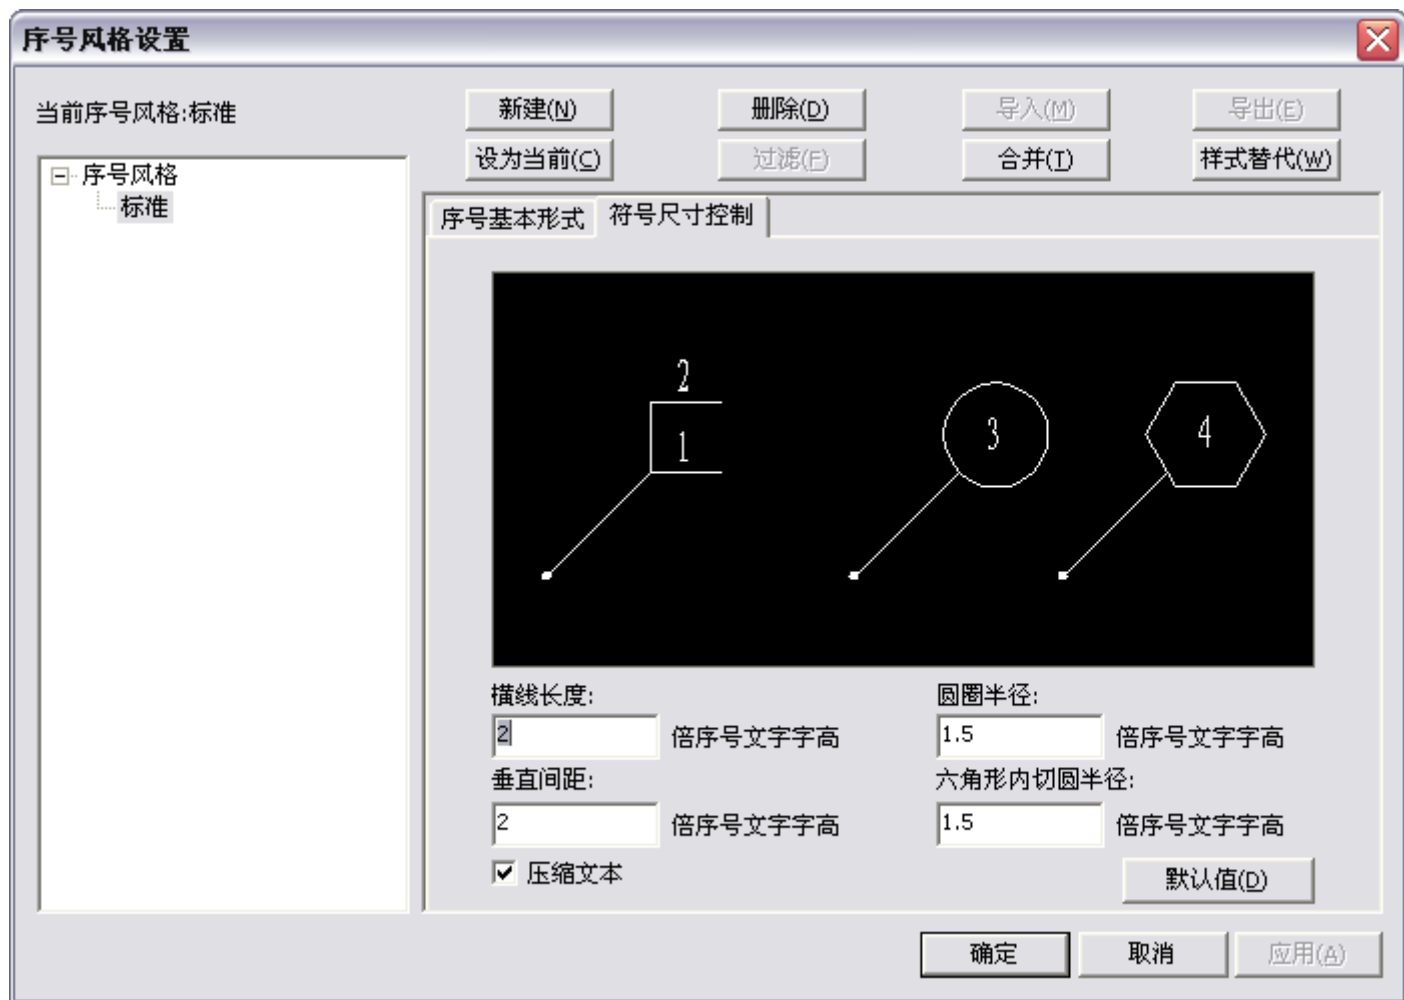 序号风格设置
当前序号风格:标准
新建(N)
删除(D)
导入(M)
导出(E)
设为当前(C)
过滤(F)
合并(T)
样式替代(W)
序号风格
标准
序号基本形式
符号尺寸控制
2
1
3
4
横线长度:
圆圈半径:
2
倍序号文字字高
1.5
倍序号文字字高
垂直间距:
六角形内切圆半径:
2
倍序号文字字高
1.5
倍序号文字字高
压缩文本
默认值(D)
确定
取消
应用(A)